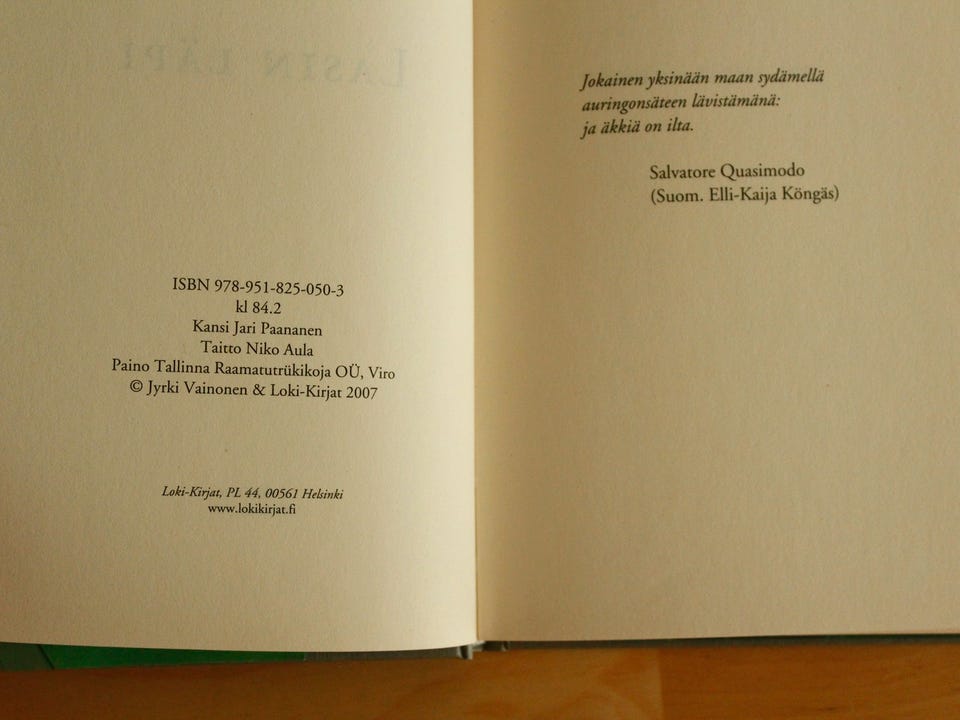 LASIN LÄPI
ISBN 978-951-825-050-3
kl 84.2
Kansi Jari Paananen
Taitto Niko Aula
Paino Tallinna Raamatutrükikoja OÜ, Viro
© Jyrki Vainonen & Loki-Kirjat 2007
Loki-Kirjat, PL 44, 00561 Helsinki
www.lokikirjat.fi
Jokainen yksinään maan sydämellä
auringonsäteen lävistämänä:
ja äkkiä on ilta.
Salvatore Quasimodo
(Suom. Elli-Kaija Köngäs)